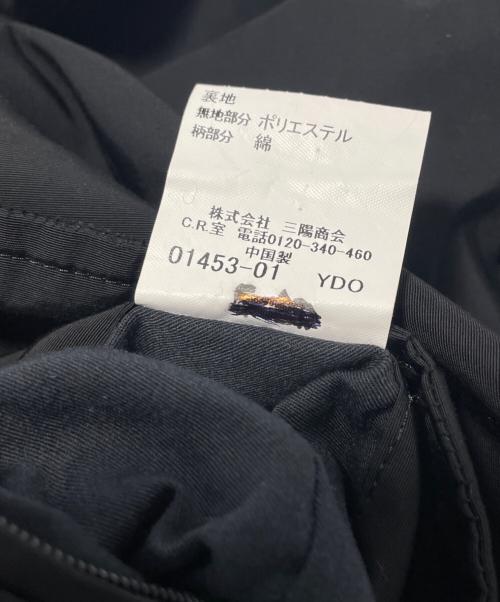 裏地
無地部分 ポリエステル
柄部分 綿
株式会社 三陽商会
C.R.室 電話0120-340-460
中国製
01453-01 YDO